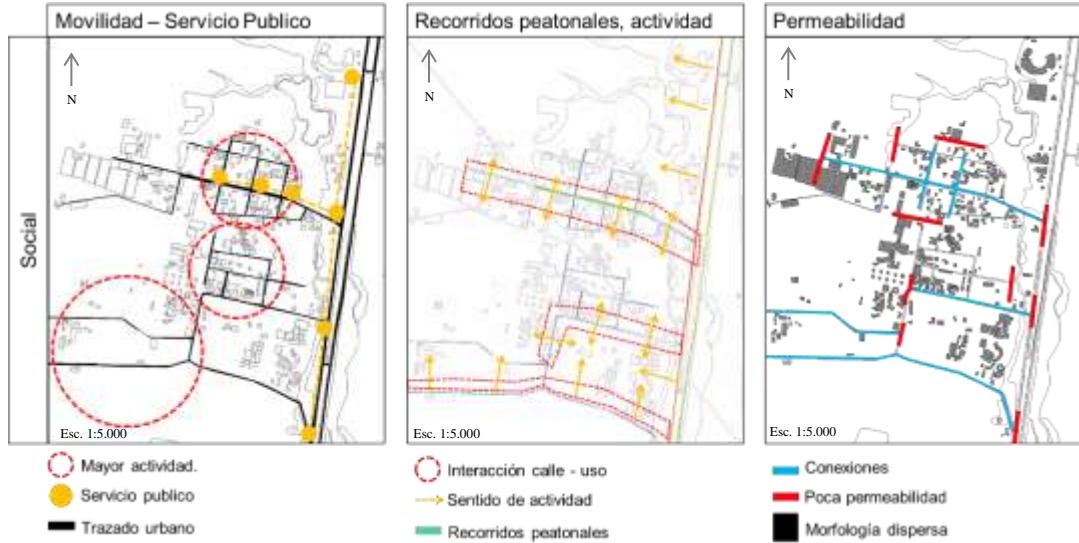 Movilidad – Servicio Publico
Recorridos peatonales, actividad
Permeabilidad
Social
N
N
N
Esc. 1:5.000
Esc. 1:5.000
Esc. 1:5.000
Mayor actividad.
Servicio publico
Trazado urbano
Interacción calle - uso
Sentido de actividad
Recorridos peatonales
Conexiones
Poca permeabilidad
Morfología dispersa